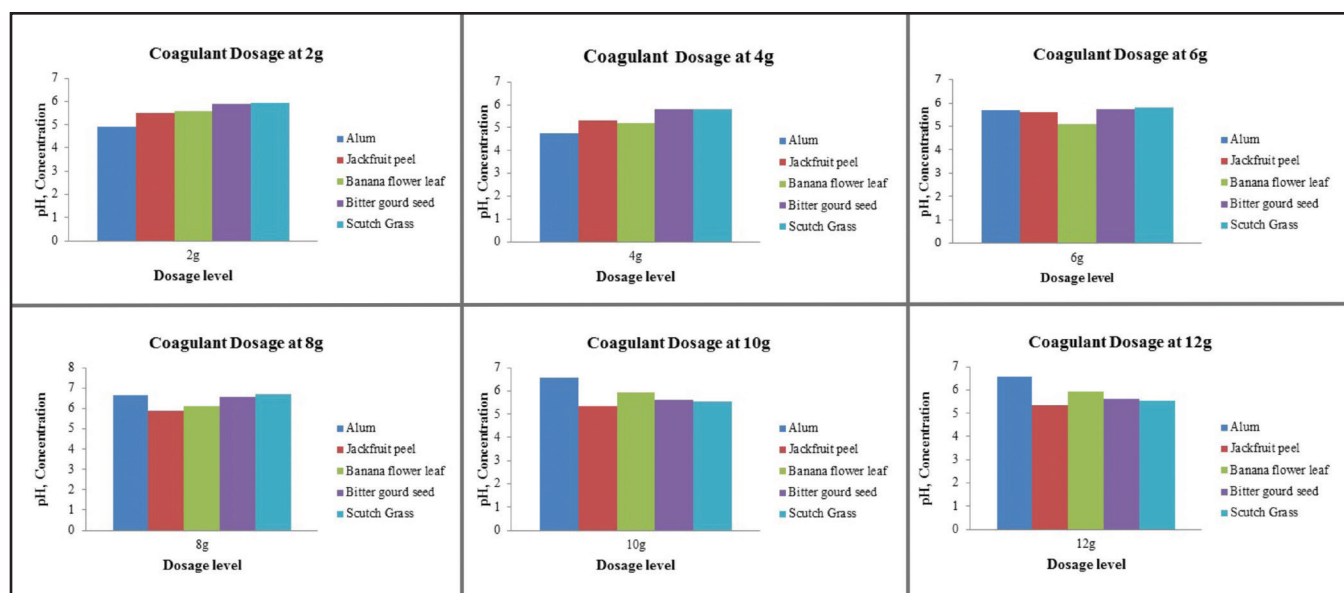 Coagulant Dosage at 2g
7
6
5
4
3
2
1
0
pH, Concentration
2g
Dosage level
Alum
Jackfruit peel
Banana flower leaf
Bitter gourd seed
Scutch Grass
Coagulant Dosage at 4g
7
6
5
4
3
2
1
0
pH, Concentration
4g
Dosage level
Alum
Jackfruit peel
Banana flower leaf
Bitter gourd seed
Scutch Grass
Coagulant Dosage at 6g
7
6
5
4
3
2
1
0
pH, Concentration
6g
Dosage level
Alum
Jackfruit peel
Banana flower leaf
Bitter gourd seed
Scutch Grass
Coagulant Dosage at 8g
8
7
6
5
4
3
2
1
0
pH, Concentration
8g
Dosage level
Alum
Jackfruit peel
Banana flower leaf
Bitter gourd seed
Scutch Grass
Coagulant Dosage at 10g
7
6
5
4
3
2
1
0
pH, Concentration
10g
Dosage level
Alum
Jackfruit peel
Banana flower leaf
Bitter gourd seed
Scutch Grass
Coagulant Dosage at 12g
7
6
5
4
3
2
1
0
pH, Concentration
12g
Dosage level
Alum
Jackfruit peel
Banana flower leaf
Bitter gourd seed
Scutch Grass